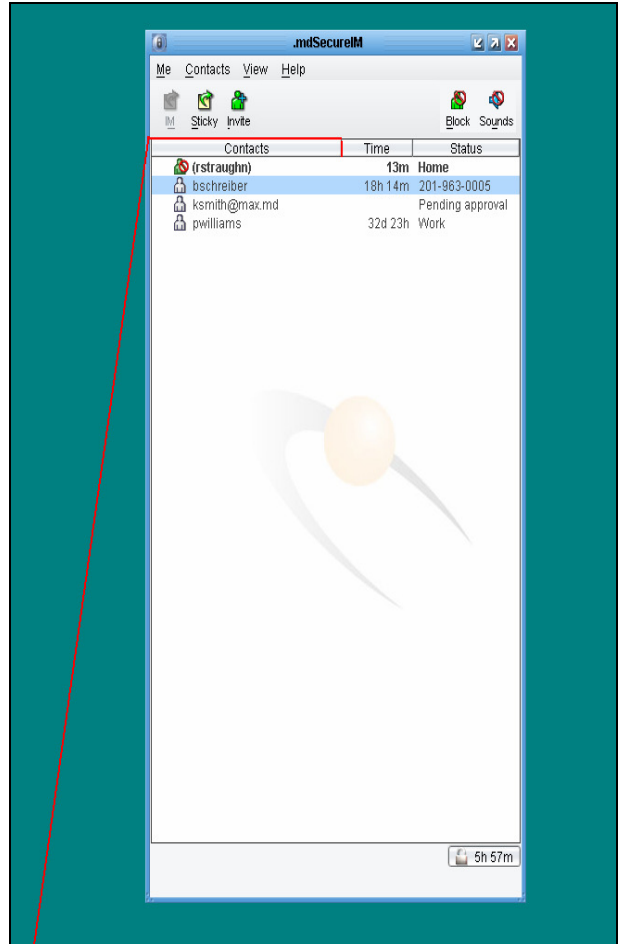 .mdSecureIM
Me Contacts View Help
IM Sticky Invite Block Sounds
Contacts Time Status
(rstraughn) 13m Home
bschreiber 18h 14m 201-963-0005
ksmith@max.md Pending approval
pwilliams 32d 23h Work
5h 57m